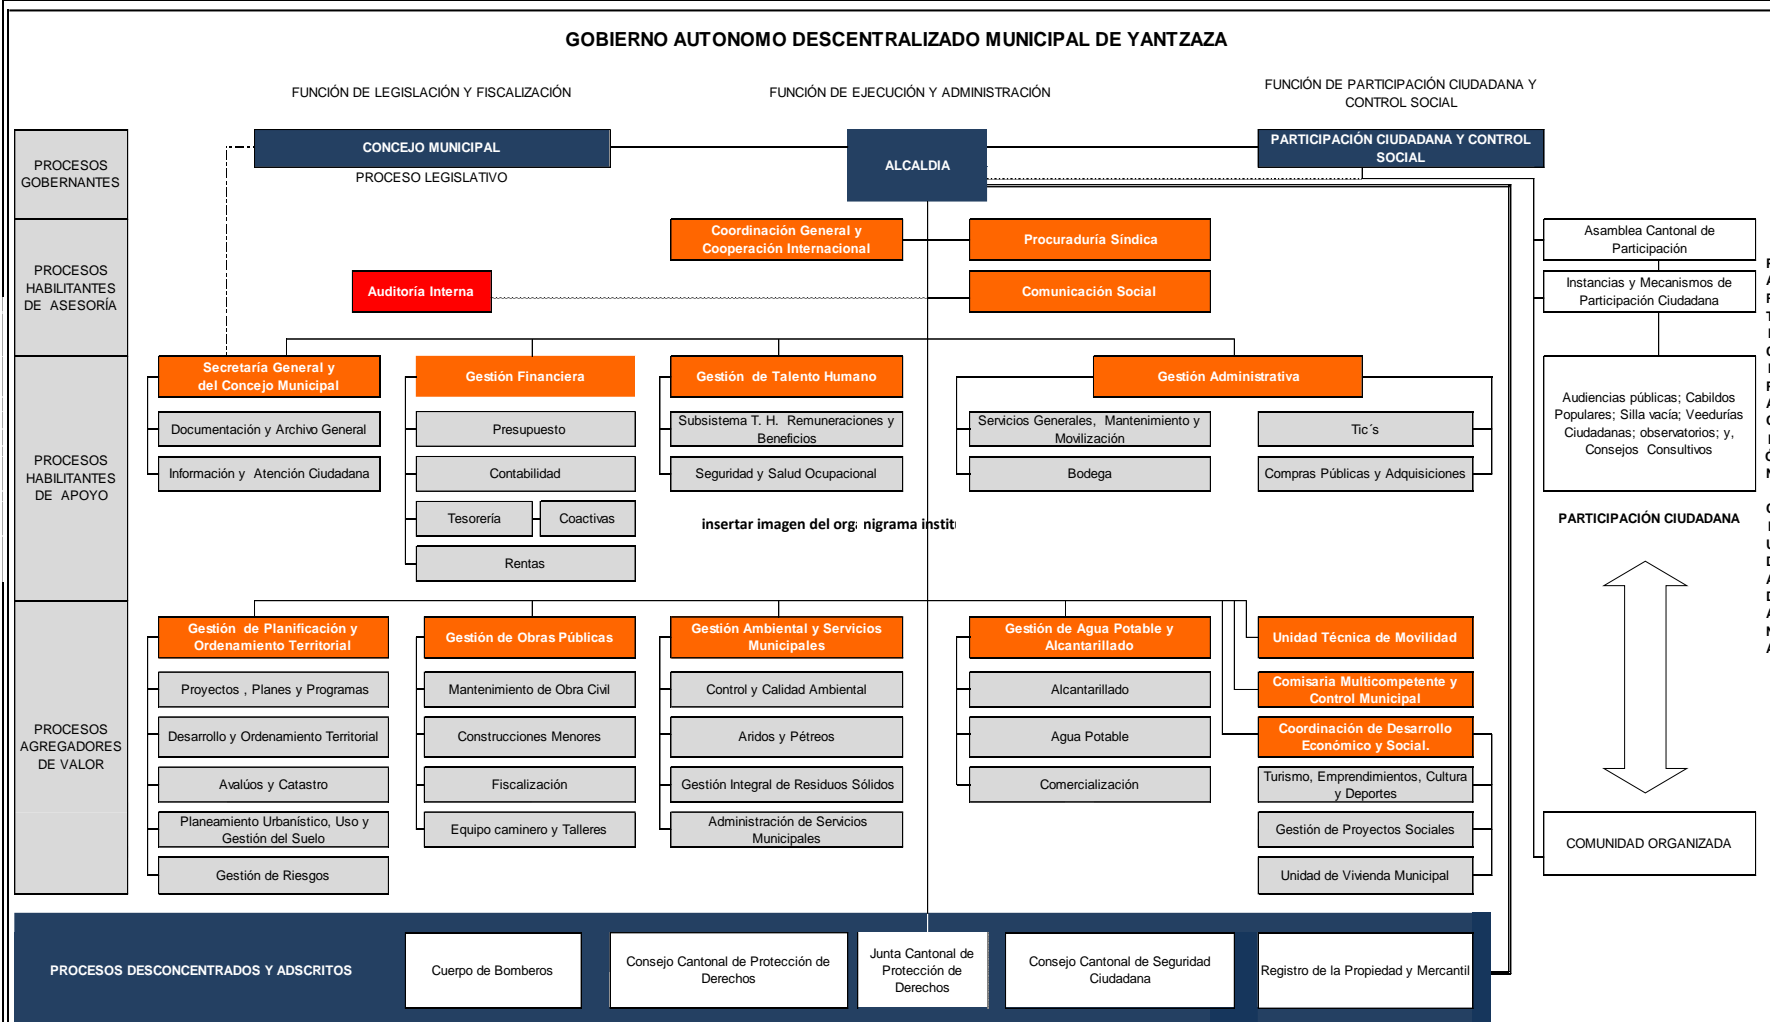 GOBIERNO AUTONOMO DESCENTRALIZADO MUNICIPAL DE YANTZAZA
FUNCIÓN DE LEGISLACIÓN Y FISCALIZACIÓN
FUNCIÓN DE EJECUCIÓN Y ADMINISTRACIÓN
FUNCIÓN DE PARTICIPACIÓN CIUDADANA Y
CONTROL SOCIAL
PROCESOS
GOBERNANTES
CONCEJO MUNICIPAL
PROCESO LEGISLATIVO
ALCALDIA
PARTICIPACIÓN CIUDADANA Y CONTROL
SOCIAL
PROCESOS
HABILITANTES
DE ASESORÍA
Coordinación General y
Cooperación Internacional
Procuraduría Síndica
Auditoría Interna
Comunicación Social
Asamblea Cantonal de
Participación
Instancias y Mecanismos de
Participación Ciudadana
PROCESOS
HABILITANTES
DE APOYO
Secretaría General y
del Concejo Municipal
Documentación y Archivo General
Información y Atención Ciudadana
Gestión Financiera
Presupuesto
Contabilidad
Tesorería
Coactivas
Rentas
Gestión de Talento Humano
Subsistema T. H. Remuneraciones y
Beneficios
Seguridad y Salud Ocupacional
Gestión Administrativa
Servicios Generales, Mantenimiento y
Movilización
Bodega
Tic´s
Compras Públicas y Adquisiciones
insertar imagen del orga nigrama instit
Audiencias públicas; Cabildos
Populares; Silla vacía; Veedurías
Ciudadanas; observatorios; y,
Consejos Consultivos
PARTICIPACIÓN CIUDADANA
PROCESOS
AGREGADORES
DE VALOR
Gestión de Planificación y
Ordenamiento Territorial
Proyectos , Planes y Programas
Desarrollo y Ordenamiento Territorial
Avalúos y Catastro
Planeamiento Urbanístico, Uso y
Gestión del Suelo
Gestión de Riesgos
Gestión de Obras Públicas
Mantenimiento de Obra Civil
Construcciones Menores
Fiscalización
Equipo caminero y Talleres
Gestión Ambiental y Servicios
Municipales
Control y Calidad Ambiental
Aridos y Pétreos
Gestión Integral de Residuos Sólidos
Administración de Servicios
Municipales
Gestión de Agua Potable y
Alcantarillado
Alcantarillado
Agua Potable
Comercialización
Unidad Técnica de Movilidad
Comisaria Multicompetente y
Control Municipal
Coordinación de Desarrollo
Económico y Social.
Turismo, Emprendimientos, Cultura
y Deportes
Gestión de Proyectos Sociales
Unidad de Vivienda Municipal
COMUNIDAD ORGANIZADA
PROCESOS DESCONCENTRADOS Y ADSCRITOS
Cuerpo de Bomberos
Consejo Cantonal de Protección de
Derechos
Junta Cantonal de
Protección de
Derechos
Consejo Cantonal de Seguridad
Ciudadana
Registro de la Propiedad y Mercantil